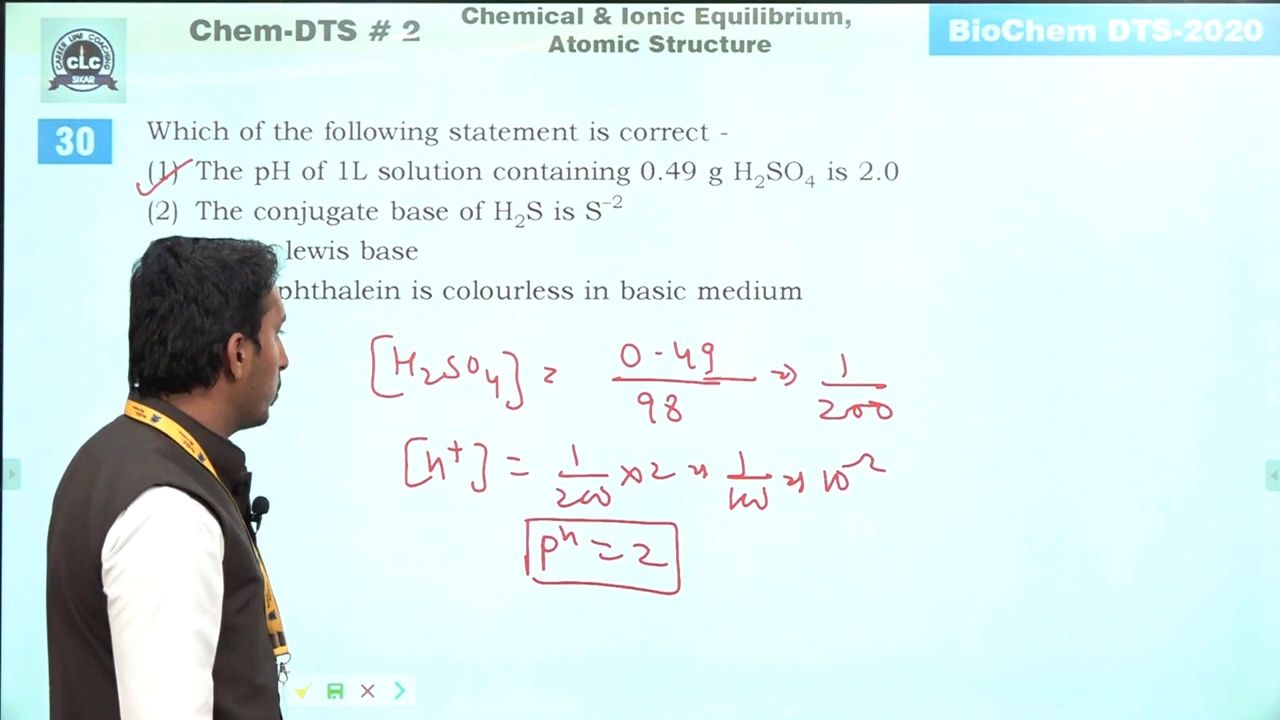 Chem-DTS # 2
Chemical & Ionic Equilibrium,
Atomic Structure
BioChem DTS-2020
CAREER LINE COACHING
CLC
SIKAR
30
Which of the following statement is correct -
(1) The pH of 1L solution containing 0.49 g H₂SO₄ is 2.0
(2) The conjugate base of H₂S is S⁻²
lewis base
phthalein is colourless in basic medium
[H₂SO₄] = 0.49/98 ⇒ 1/200
[H⁺] = 1/200 × 2 ⇒ 1/100 ⇒ 10⁻²
pH = 2